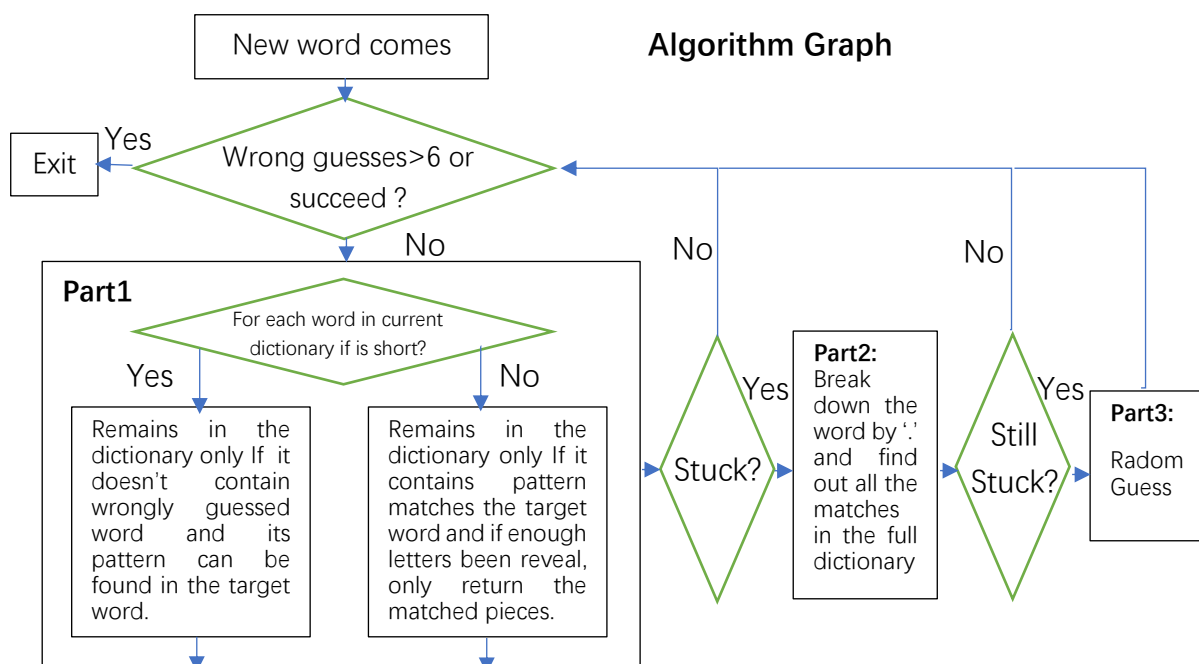 New word comes
Algorithm Graph
Yes
Exit
Wrong guesses>6 or
succeed ?
No
Part1
For each word in current
dictionary if is short?
Yes
No
Remains in the
dictionary only If it
doesn't contain
wrongly guessed
word and its
pattern can be
found in the target
word.
Remains in the
dictionary only If it
contains pattern
matches the target
word and if enough
letters been reveal,
only return the
matched pieces.
No
Stuck?
Yes
Part2:
Break
down the
word by '.'
and find
out all the
matches
in the full
dictionary
No
Still
Stuck?
Yes
Part3:
Radom
Guess